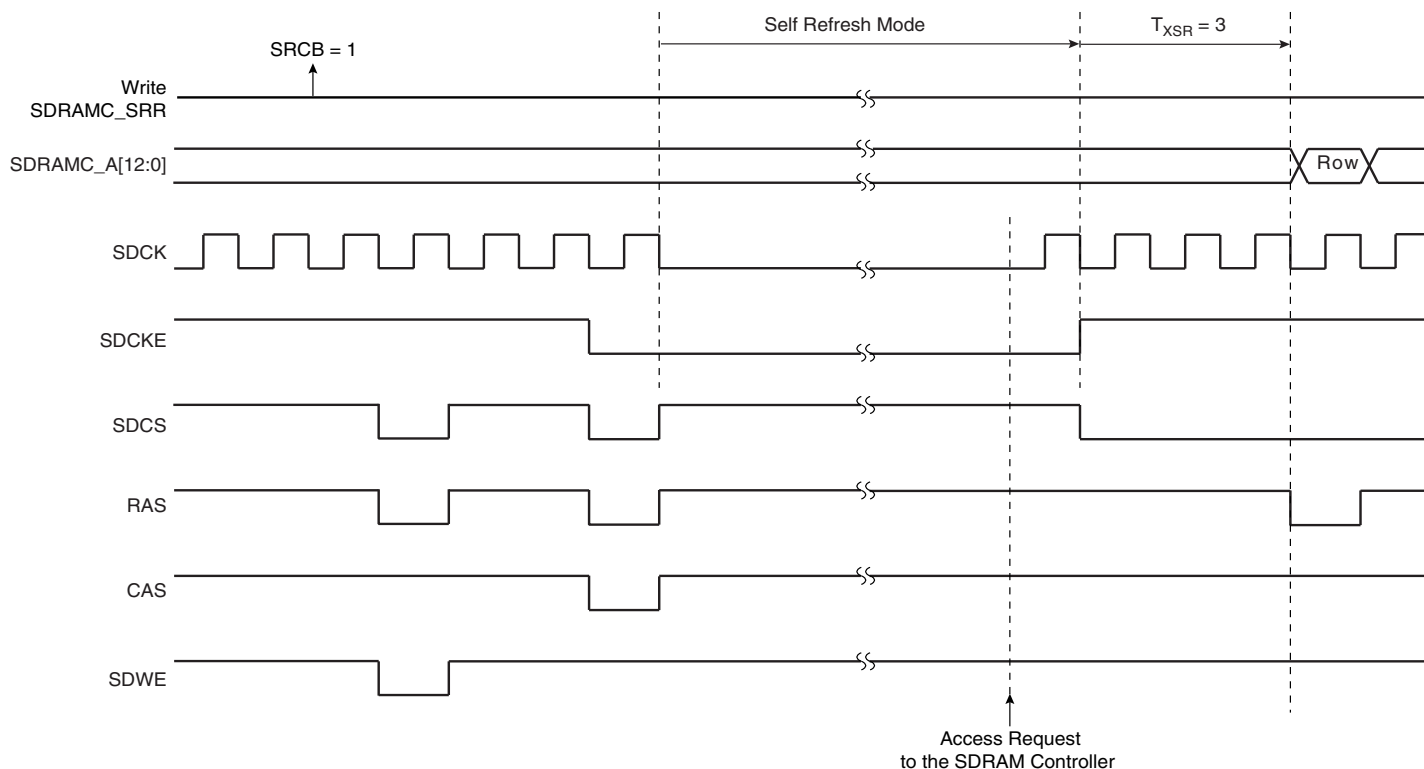 Self Refresh Mode
TXSR = 3
SRCB = 1
Write
SDRAMC_SRR
SDRAMC_A[12:0]
Row
SDCK
SDCKE
SDCS
RAS
CAS
SDWE
Access Request
to the SDRAM Controller